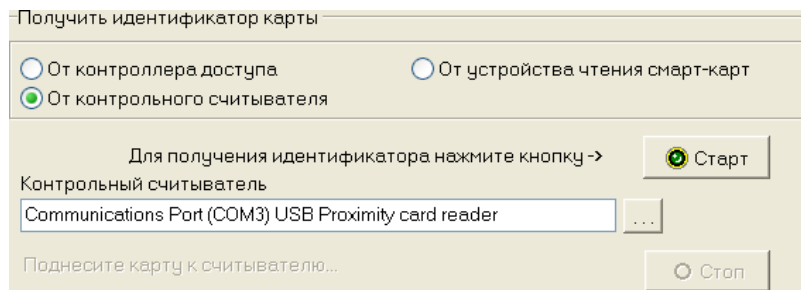 Получить идентификатор карты
От контроллера доступа От устройства чтения смарт-карт
От контрольного считывателя
Для получения идентификатора нажмите кнопку -> Старт
Контрольный считыватель
Communications Port (COM3) USB Proximity card reader ...
Поднесите карту к считывателю... Стоп